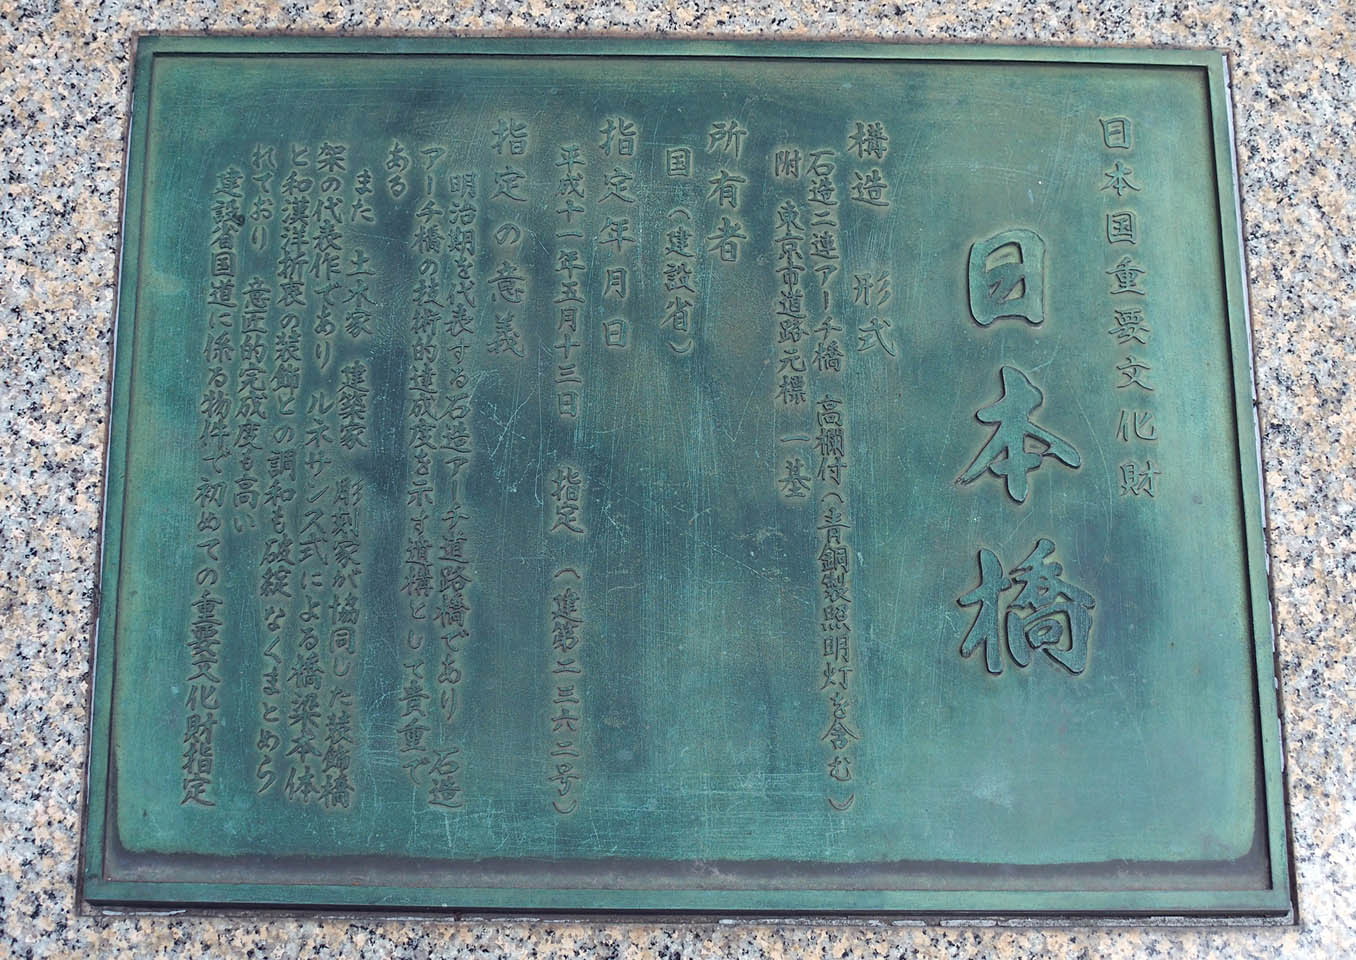 日本国重要文化財
日本橋
構造 形式
石造二連アーチ橋 高欄付(青銅製照明灯を含む)
附 東京市道路元標 一基
所有者
国(建設省)
指定年月日
平成十一年五月十三日 指定 (建第二三六二号)
指定の意義
明治期を代表する石造アーチ道路橋であり 石造
アーチ橋の技術的達成度を示す遺構として貴重で
ある
また 土木家 建築家 彫刻家が協同した装飾橋
架の代表作であり ルネサンス式による橋梁本体
と和漢洋折衷の装飾との調和も破綻なくまとめら
れており 意匠的完成度も高い
建設省国道に係る物件で初めての重要文化財指定